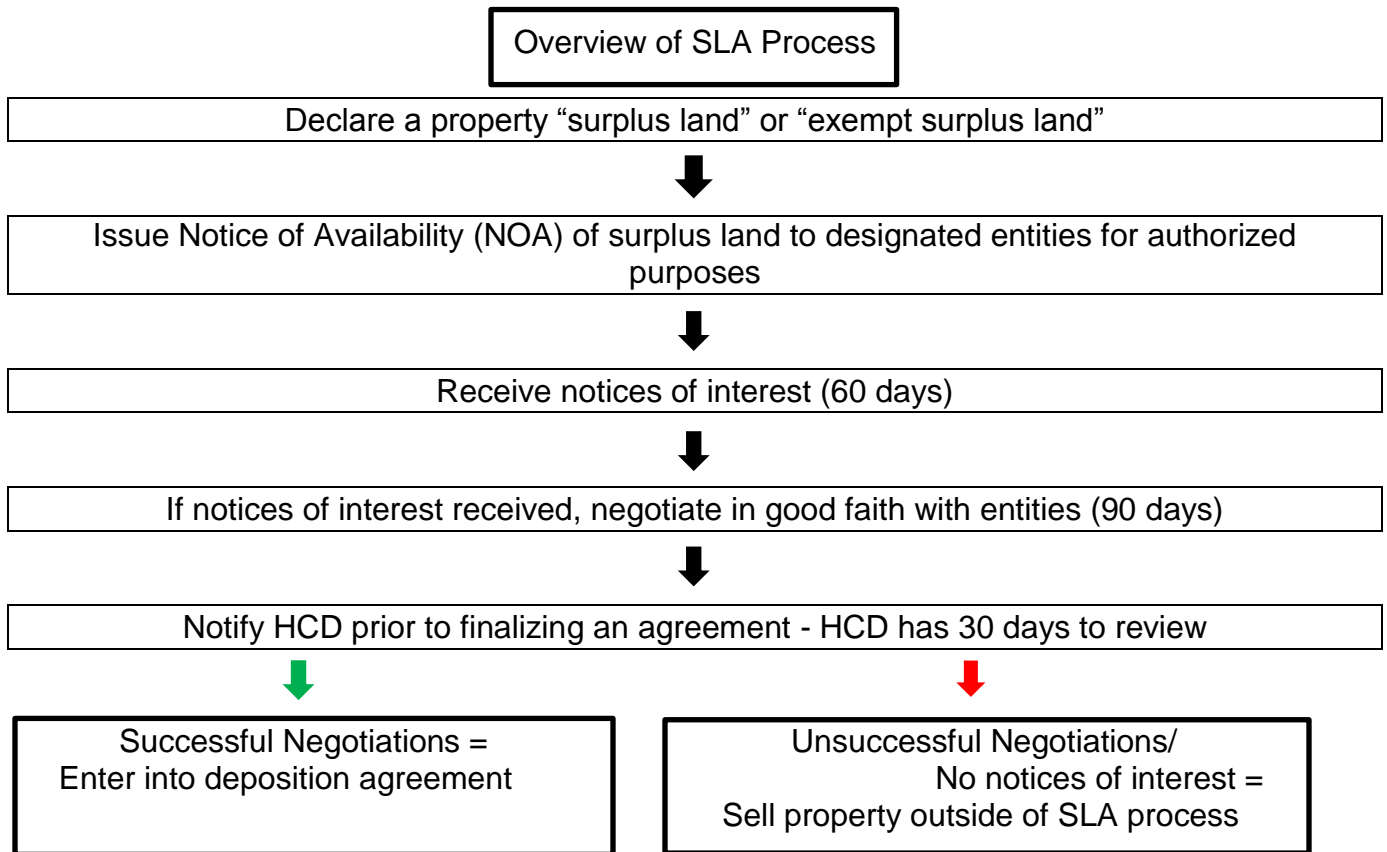 Overview of SLA Process
Declare a property “surplus land” or “exempt surplus land”
Issue Notice of Availability (NOA) of surplus land to designated entities for authorized
purposes
Receive notices of interest (60 days)
If notices of interest received, negotiate in good faith with entities (90 days)
Notify HCD prior to finalizing an agreement - HCD has 30 days to review
Successful Negotiations =
Enter into deposition agreement
Unsuccessful Negotiations/
No notices of interest =
Sell property outside of SLA process